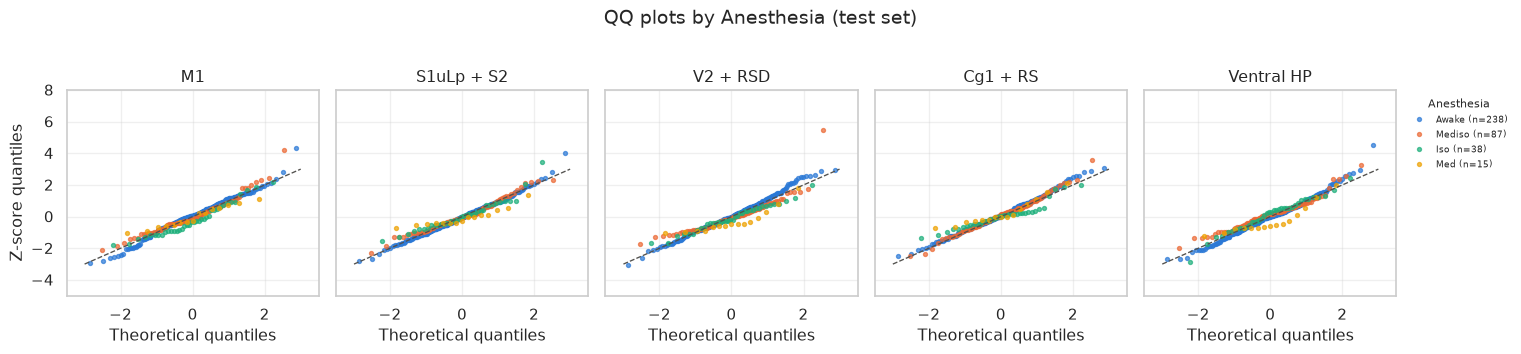 QQ plots by Anesthesia (test set)
M1
S1uLp + S2
V2 + RSD
Cg1 + RS
Ventral HP
Z-score quantiles
8
6
4
2
0
−2
−4
−2 0 2
−2 0 2
−2 0 2
−2 0 2
−2 0 2
Theoretical quantiles
Theoretical quantiles
Theoretical quantiles
Theoretical quantiles
Theoretical quantiles
Anesthesia
Awake (n=238)
Mediso (n=87)
Iso (n=38)
Med (n=15)